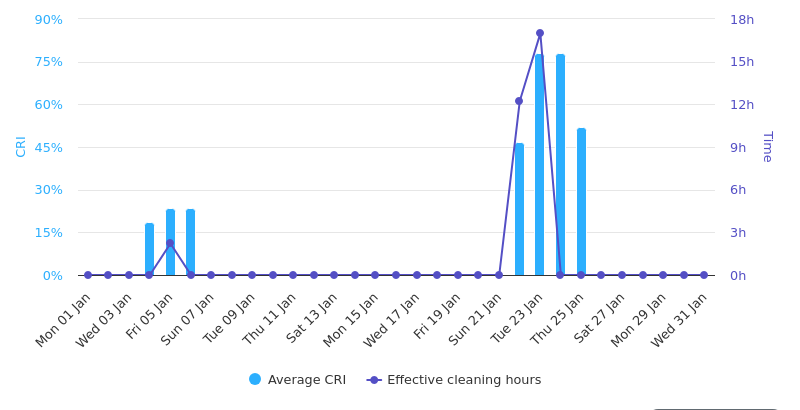 90%
75%
60%
45%
30%
15%
0%
CRI
18h
15h
12h
9h
6h
3h
0h
Time
Mon 01 Jan
Wed 03 Jan
Fri 05 Jan
Sun 07 Jan
Tue 09 Jan
Thu 11 Jan
Sat 13 Jan
Mon 15 Jan
Wed 17 Jan
Fri 19 Jan
Sun 21 Jan
Tue 23 Jan
Thu 25 Jan
Sat 27 Jan
Mon 29 Jan
Wed 31 Jan
Average CRI
Effective cleaning hours